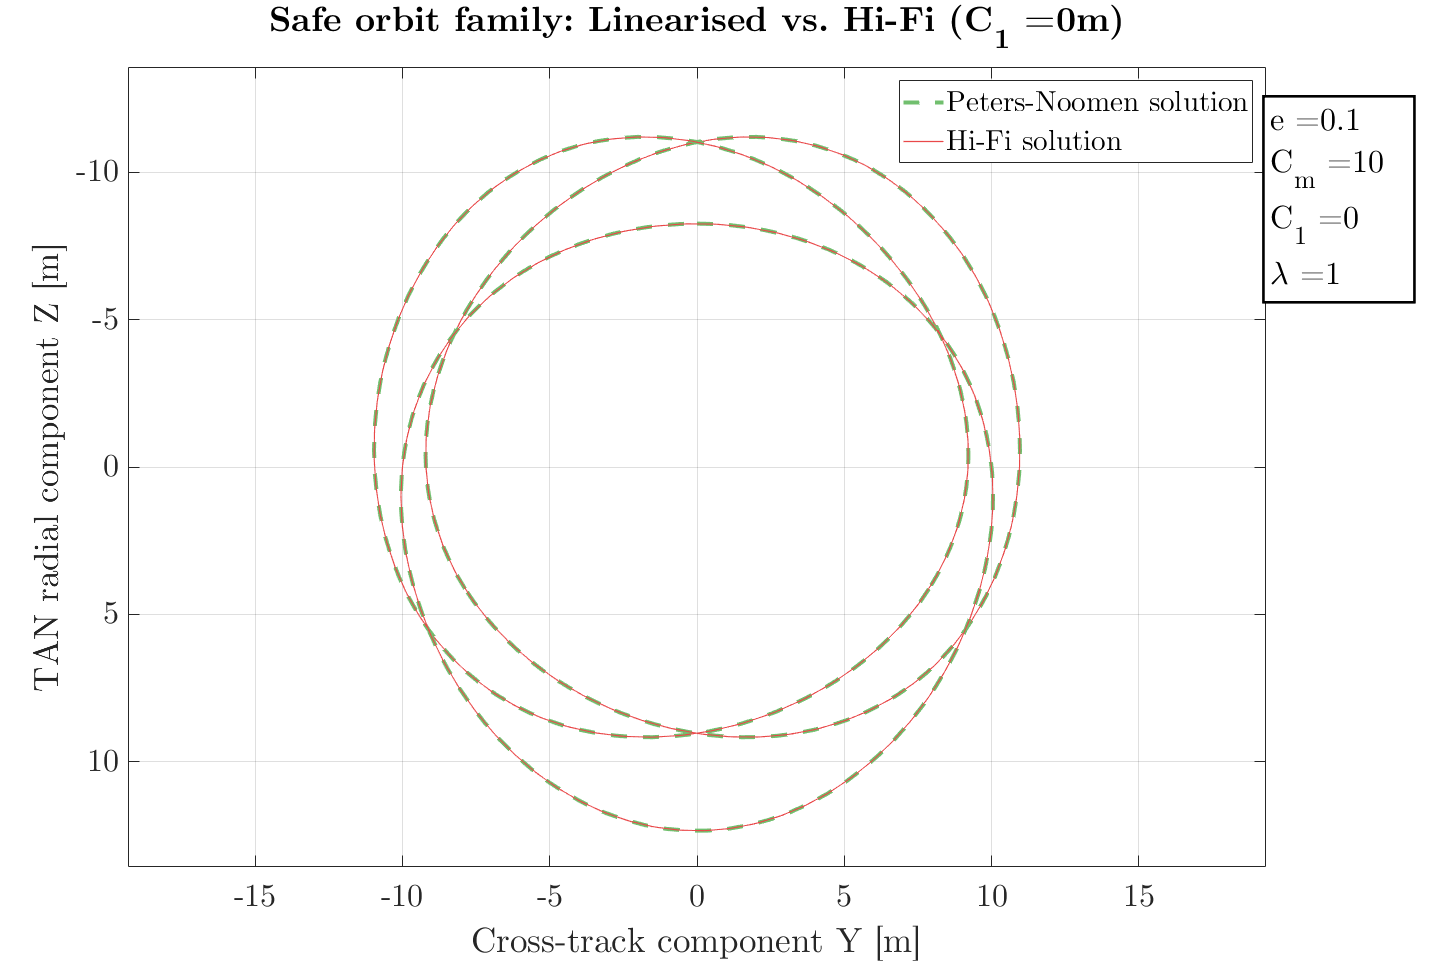 Safe orbit family: Linearised vs. Hi-Fi (C1 =0m)
Peters-Noomen solution
Hi-Fi solution
e =0.1
Cm =10
C1 =0
λ =1
TAN radial component Z [m]
-10
-5
0
5
10
-15 -10 -5 0 5 10 15
Cross-track component Y [m]